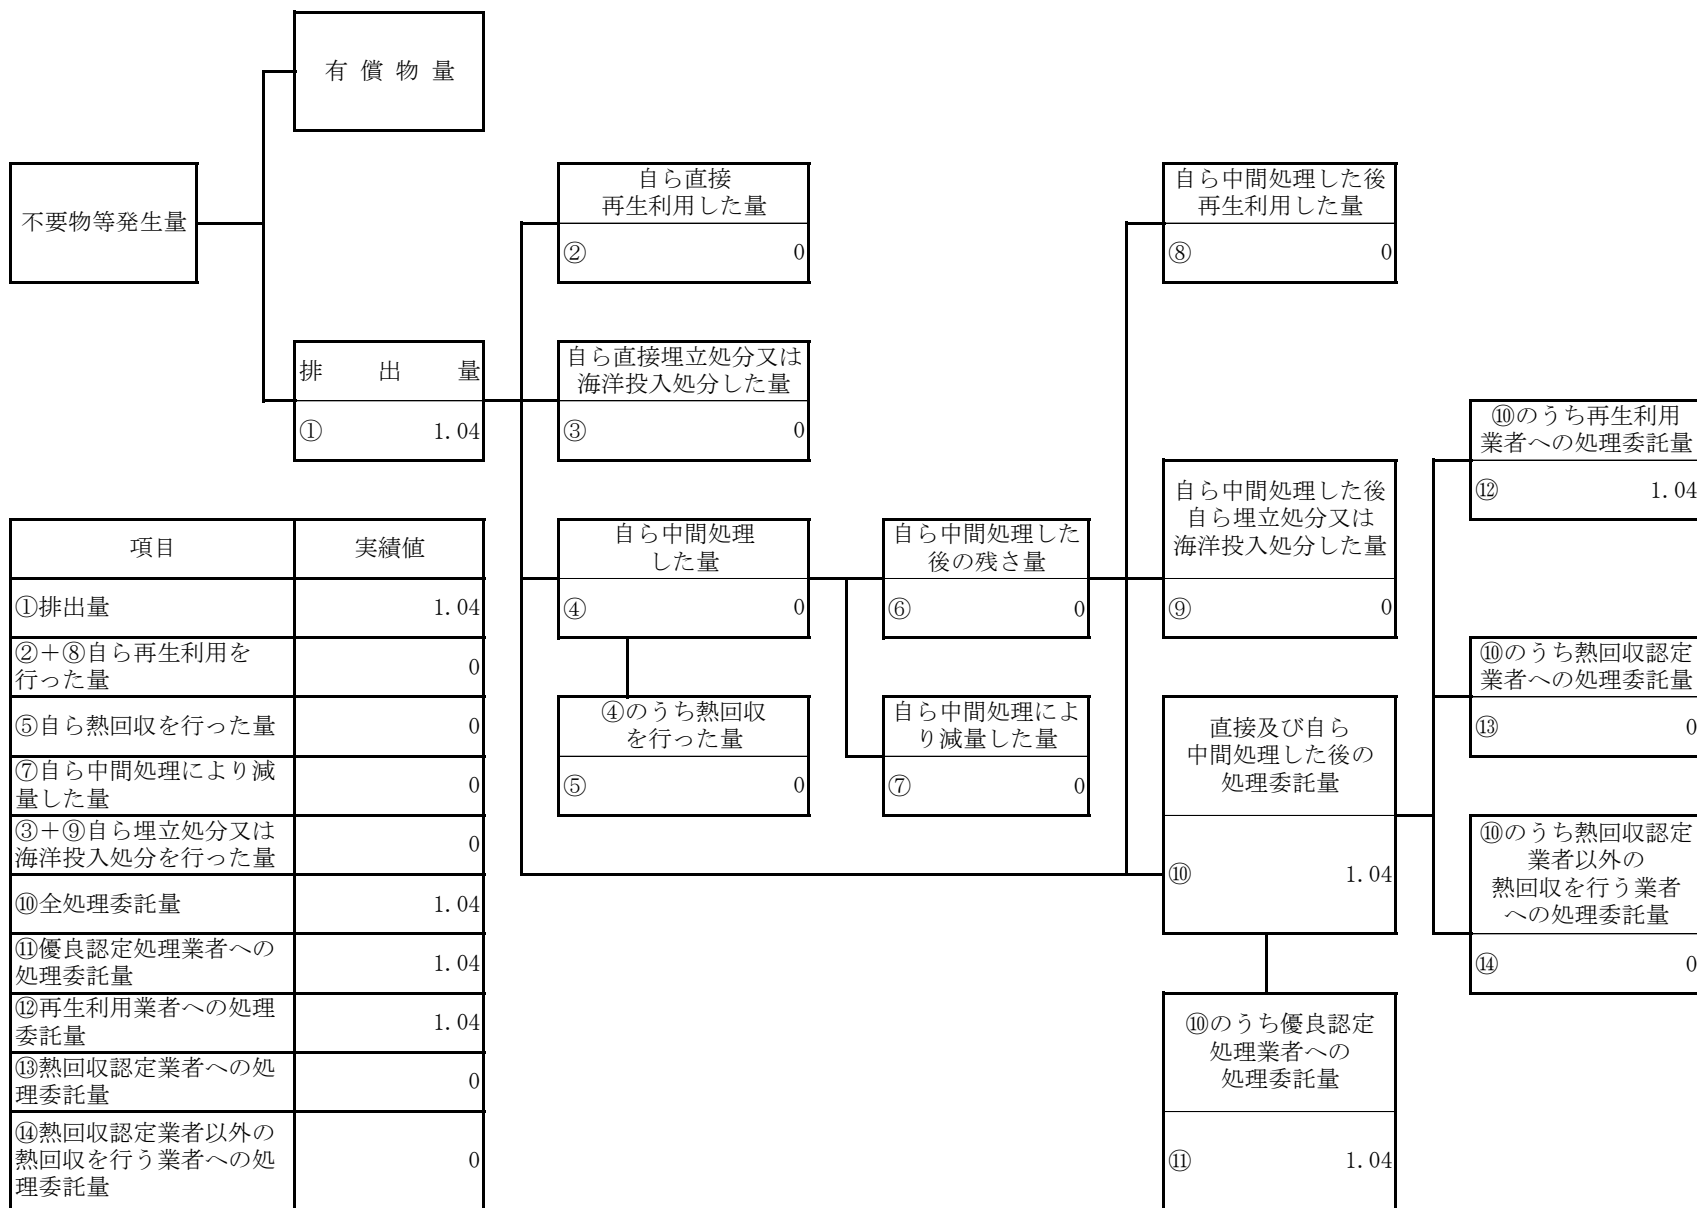 有償物量
不要物等発生量
自ら直接
再生利用した量
② 0
自ら中間処理した後
再生利用した量
⑧ 0
排出量
① 1.04
自ら直接埋立処分又は
海洋投入処分した量
③ 0
⑩のうち再生利用
業者への処理委託量
⑫ 1.04
自ら中間処理
した量
④ 0
自ら中間処理した
後の残さ量
⑥ 0
自ら中間処理した後
自ら埋立処分又は
海洋投入処分した量
⑨ 0
⑩のうち熱回収認定
業者への処理委託量
⑬ 0
④のうち熱回収
を行った量
⑤ 0
自ら中間処理によ
り減量した量
⑦ 0
直接及び自ら
中間処理した後の
処理委託量
⑩ 1.04
⑩のうち熱回収認定
業者以外の
熱回収を行う業者
への処理委託量
⑭ 0
⑩のうち優良認定
処理業者への
処理委託量
⑪ 1.04
項目 実績値
①排出量 1.04
②+⑧自ら再生利用を
行った量 0
⑤自ら熱回収を行った量 0
⑦自ら中間処理により減
量した量 0
③+⑨自ら埋立処分又は
海洋投入処分を行った量 0
⑩全処理委託量 1.04
⑪優良認定処理業者への
処理委託量 1.04
⑫再生利用業者への処理
委託量 1.04
⑬熱回収認定業者への処
理委託量 0
⑭熱回収認定業者以外の
熱回収を行う業者への処
理委託量 0